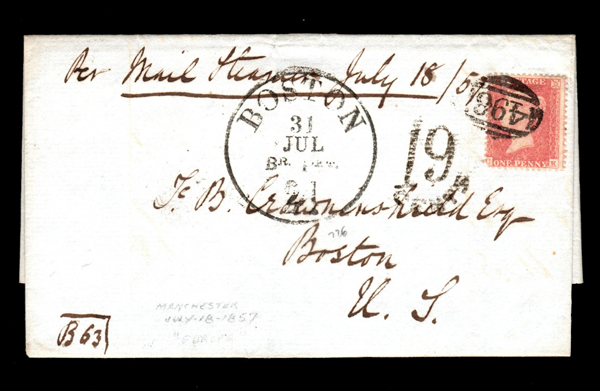 Per Mail Steamer July 18/57
POSTAGE
498
ONE PENNY
BOSTON
31
JUL
BR. PKT.
19
F. B. Crowninshield Esq
Boston
726
U. S.
MANCHESTER
JULY-18-1857
"EUROPA
B63